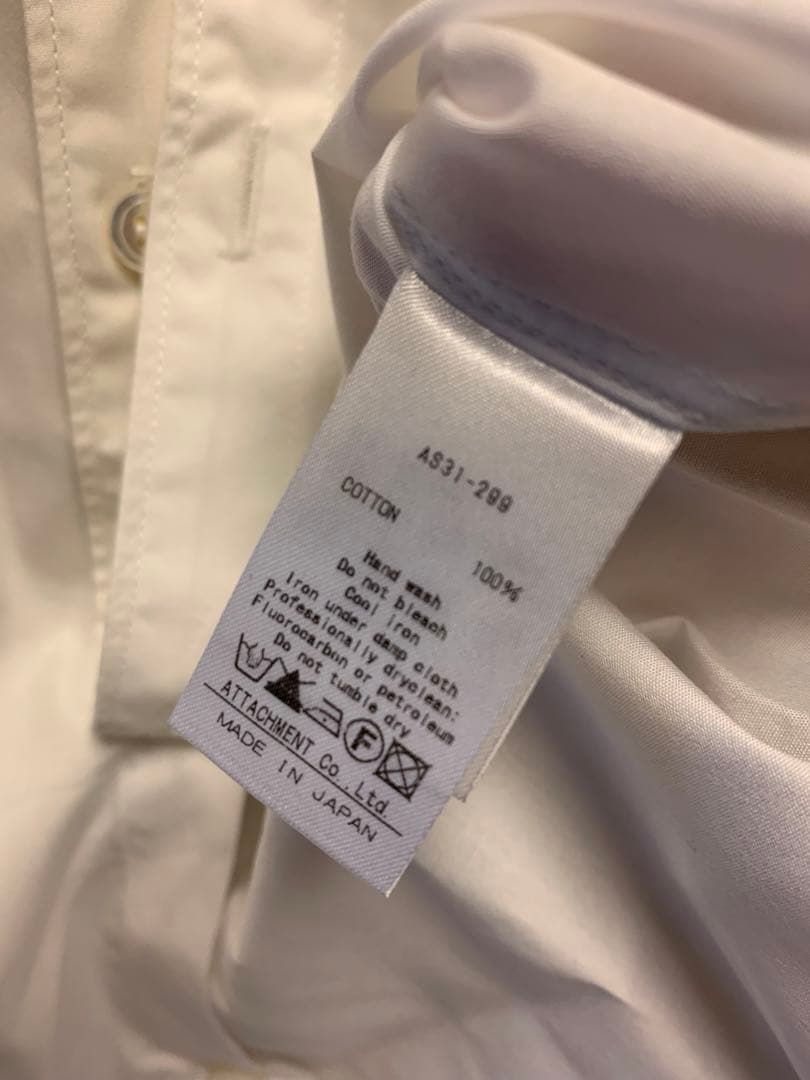 AS31-299
COTTON 100%
Hand wash
Do not bleach
Cool iron
Iron under damp cloth
Professionally dryclean:
Fluorocarbon or petroleum
Do not tumble dry
F
ATTACHMENT Co.,Ltd.
MADE IN JAPAN